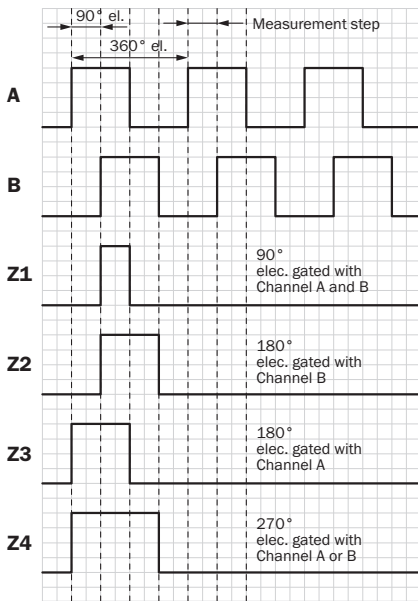 90° el.
Measurement step
360° el.
A
B
Z1
90°
elec. gated with
Channel A and B
Z2
180°
elec. gated with
Channel B
Z3
180°
elec. gated with
Channel A
Z4
270°
elec. gated with
Channel A or B